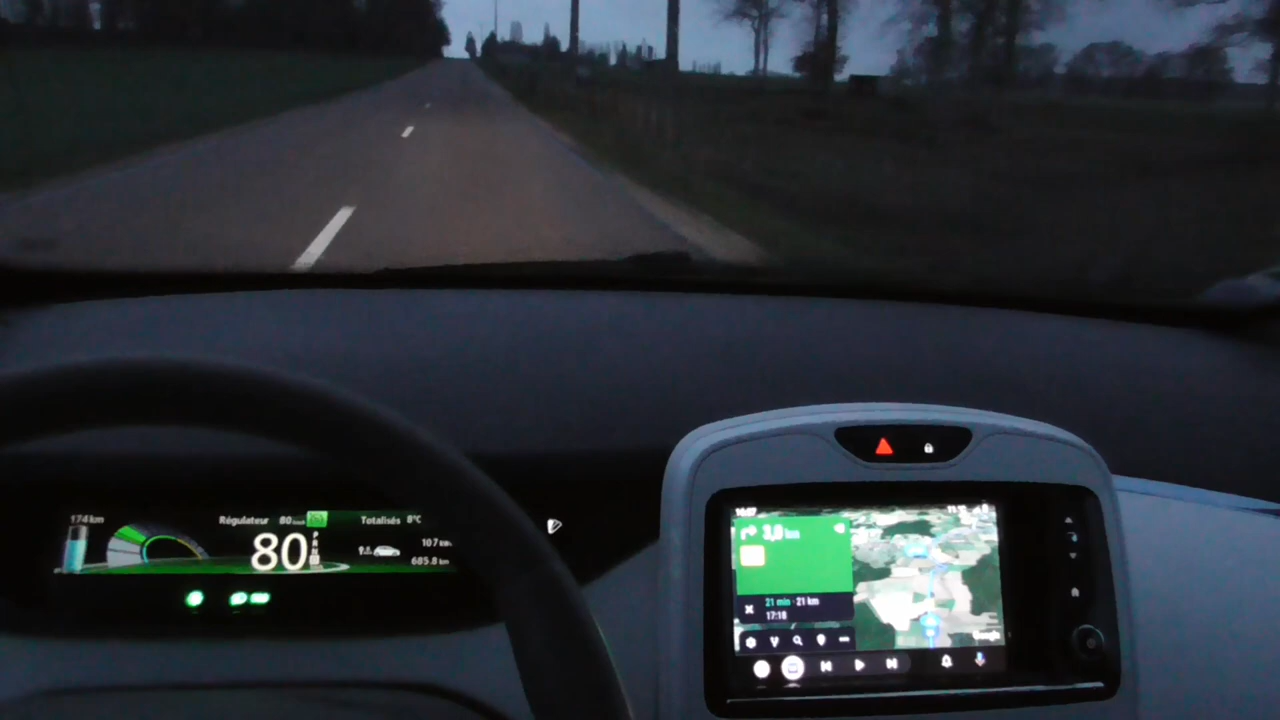 174 km
Régulateur 80 km/h
Totalisés 8°C
80
P
R
N
D
107 kWh
685.8 km
3,8 km
21 min · 21 km
17:18
Google